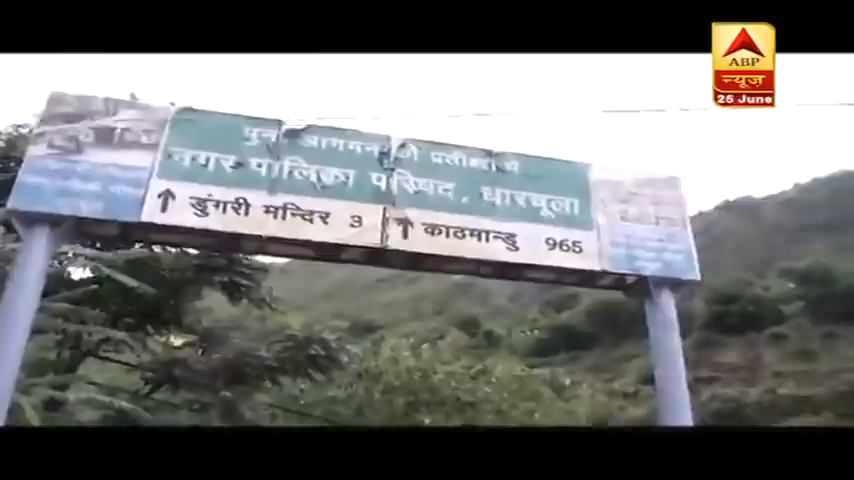 ABP
न्यूज़
25 June
पुनः आगमन की प्रतीक्षा में
नगर पालिका परिषद, धारचूला
↑ डुंगरी मन्दिर 3 ↑ काठमान्डु 965